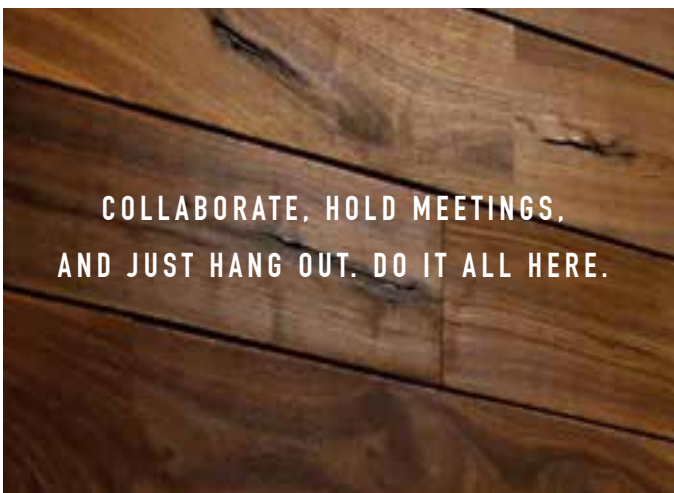 COLLABORATE, HOLD MEETINGS,
AND JUST HANG OUT. DO IT ALL HERE.